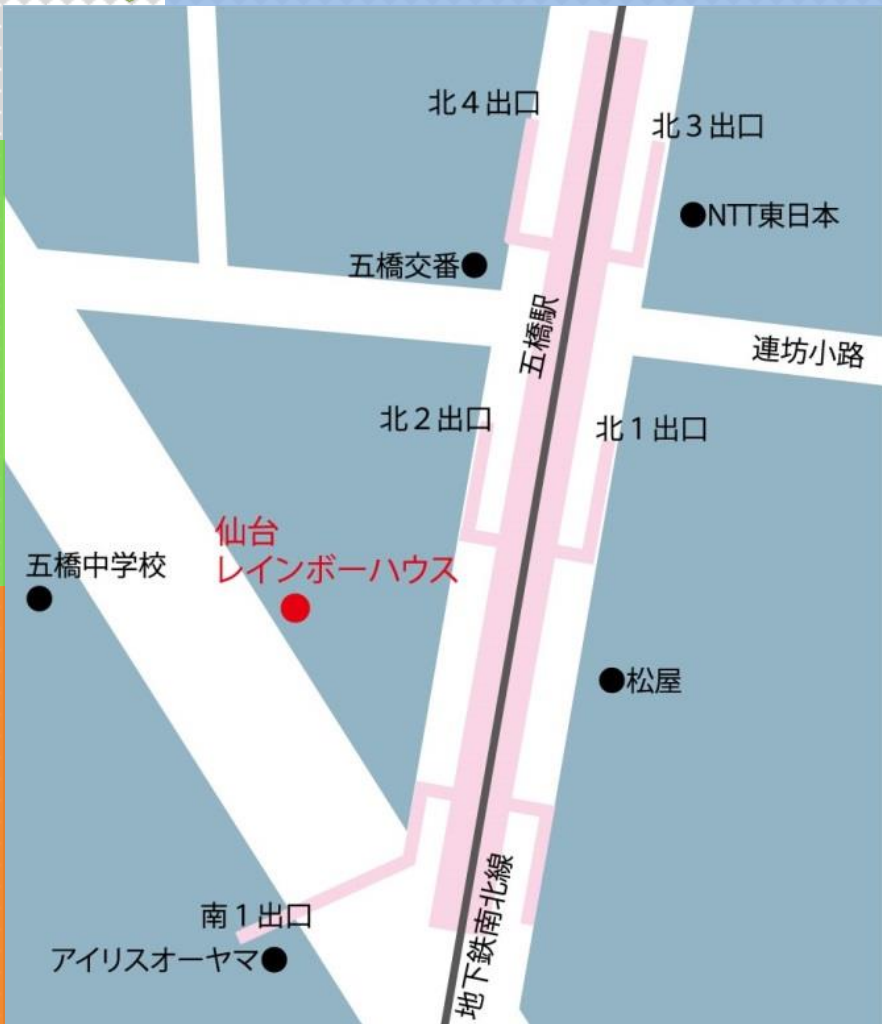 北4出口
北3出口
●NTT東日本
五橋交番●
五橋駅
連坊小路
北2出口
北1出口
仙台
レインボーハウス
五橋中学校
●松屋
地下鉄南北線
南1出口
アイリスオーヤマ●